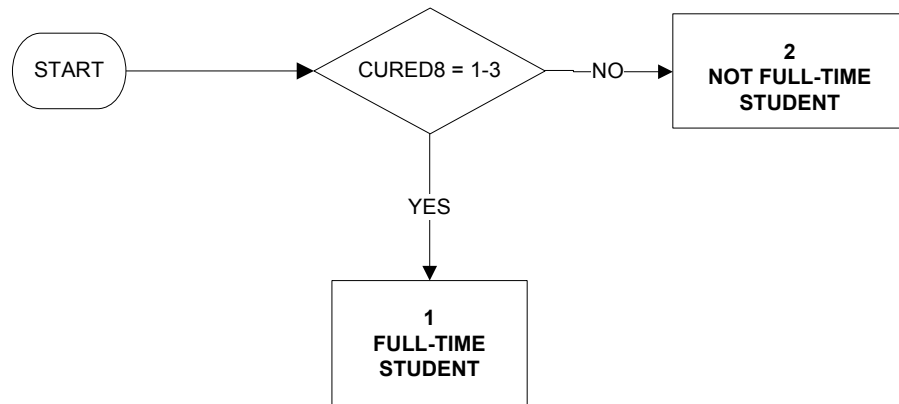 START
CURED8 = 1-3
NO
2
NOT FULL-TIME
STUDENT
YES
1
FULL-TIME
STUDENT